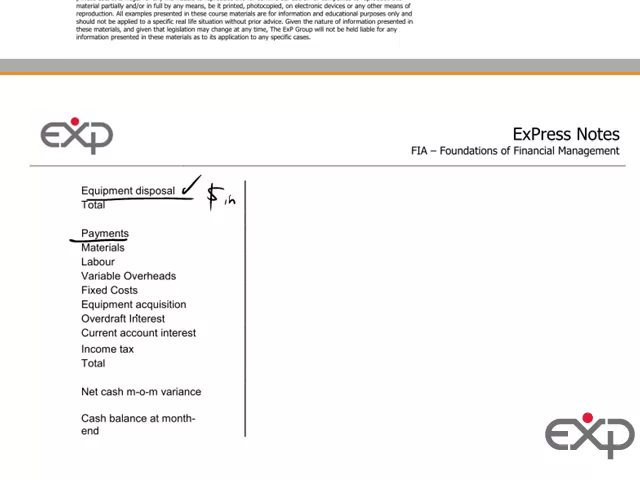 material partially and/or in full by any means, be it printed, photocopied, on electronic devices or any other means of
reproduction. All examples presented in these course materials are for information and educational purposes only and
should not be applied to a specific real life situation without prior advice. Given the nature of information presented in
these materials, and given that legislation may change at any time, The ExP Group will not be held liable for any
information presented in these materials as to its application to any specific cases.
exp
ExPress Notes
FIA – Foundations of Financial Management
Equipment disposal ✓ $ in
Total
Payments
Materials
Labour
Variable Overheads
Fixed Costs
Equipment acquisition
Overdraft Interest
Current account interest
Income tax
Total
Net cash m-o-m variance
Cash balance at month-
end
exp